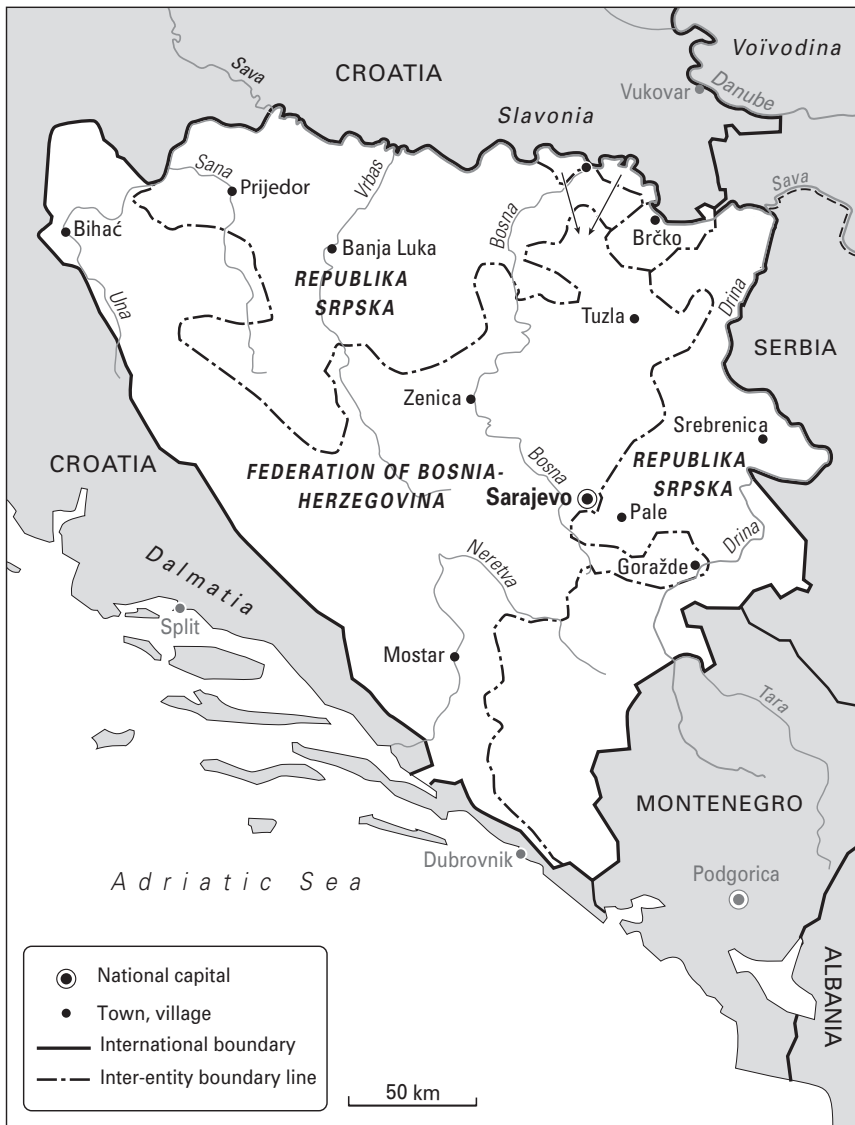 Voïvodina
CROATIA
Sava
Vukovar
Danube
Slavonia
Sana
Prijedor
Vrbas
Sava
Bihać
Bosna
Brčko
Banja Luka
REPUBLIKA
SRPSKA
Una
Drina
Tuzla
SERBIA
Zenica
Srebrenica
CROATIA
FEDERATION OF BOSNIA-
HERZEGOVINA
Bosna
REPUBLIKA
SRPSKA
Sarajevo
Pale
Drina
Neretva
Goražde
Dalmatia
Split
Mostar
Tara
MONTENEGRO
Dubrovnik
Podgorica
Adriatic Sea
ALBANIA
National capital
Town, village
International boundary
Inter-entity boundary line
50 km